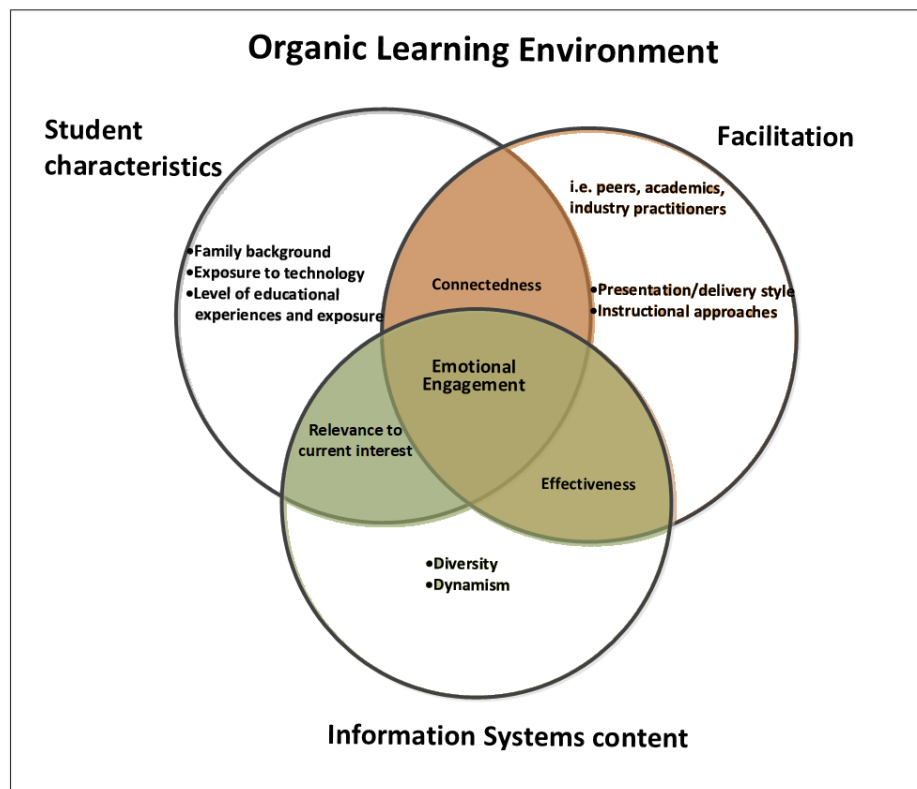 Organic Learning Environment
Student
characteristics
Facilitation
i.e. peers, academics,
industry practitioners
•Family background
•Exposure to technology
•Level of educational
experiences and exposure
Connectedness
•Presentation/delivery style
•Instructional approaches
Emotional
Engagement
Relevance to
current interest
Effectiveness
•Diversity
•Dynamism
Information Systems content